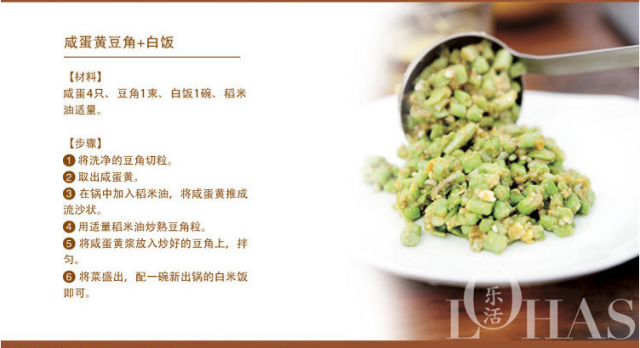 咸蛋黄豆角+白饭
【材料】
咸蛋4只、豆角1束、白饭1碗、稻米
油适量。
【步骤】
1 将洗净的豆角切粒。
2 取出咸蛋黄。
3 在锅中加入稻米油，将咸蛋黄推成
流沙状。
4 用适量稻米油炒熟豆角粒。
5 将咸蛋黄浆放入炒好的豆角上，拌
匀。
6 将菜盛出，配一碗新出锅的白米饭
即可。
LOHAS
乐活